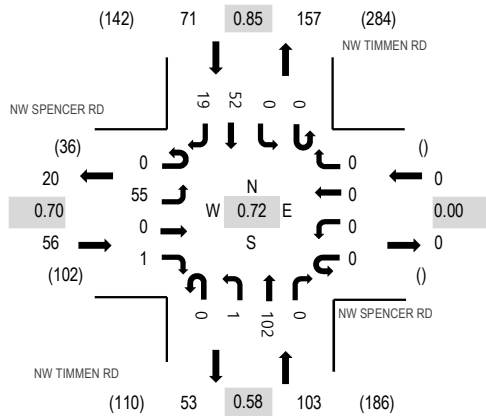 (142) 71 0.85 157 (284)
NW TIMMEN RD
NW SPENCER RD
19 52 0 0
(36) 0 0 ()
20 55 0 0
N
0.70 W 0.72 E 0.00
S
56 0 0 0
(102) 1 0 ()
0 1 102 0
NW SPENCER RD
NW TIMMEN RD
(110) 53 0.58 103 (186)